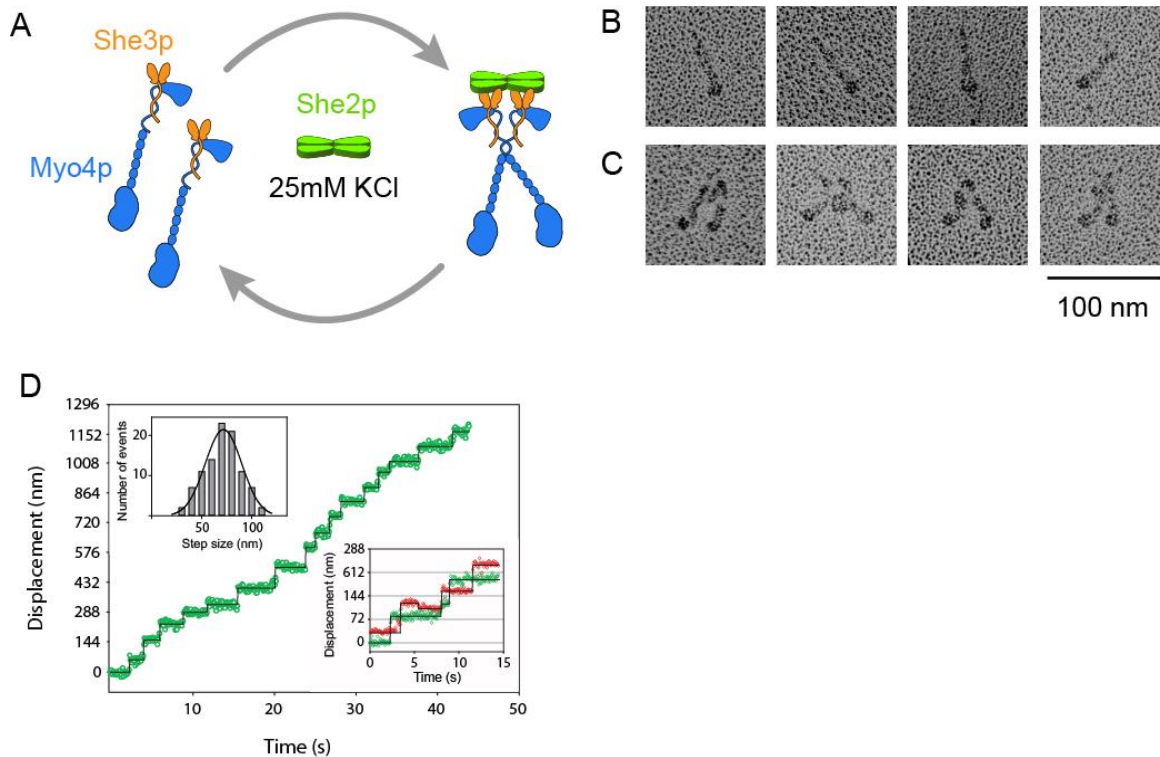 A
She3p
Myo4p
She2p
25mM KCl
B
C
100 nm
D
Displacement (nm)
1296
1152
1008
864
720
576
432
288
144
0
10
20
30
40
50
Time (s)
Number of events
20
10
50
100
Step size (nm)
Displacement (nm)
288
612
144
72
0
0
5
10
15
Time (s)